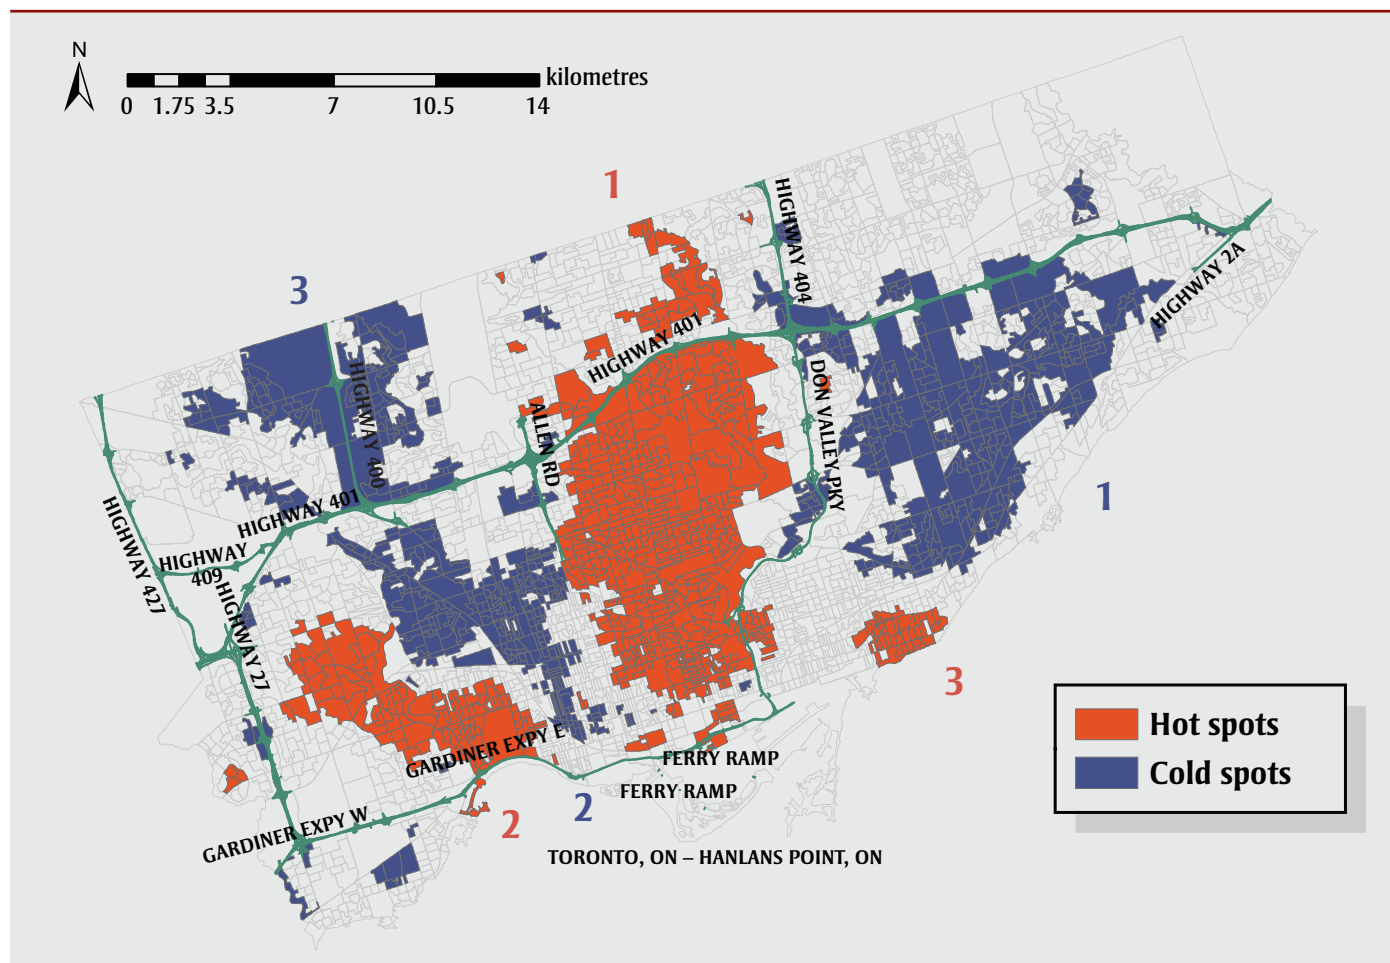 N
kilometres
0 1.75 3.5 7 10.5 14
1
HIGHWAY 404
3
HIGHWAY 2A
HIGHWAY 401
HIGHWAY 400
DON VALLEY PKY
ALLEN RD
1
HIGHWAY 401
HIGHWAY 427
HIGHWAY
409
HIGHWAY 27
3
Hot spots
Cold spots
GARDINER EXPY E
FERRY RAMP
FERRY RAMP
2
2
GARDINER EXPY W
TORONTO, ON – HANLANS POINT, ON